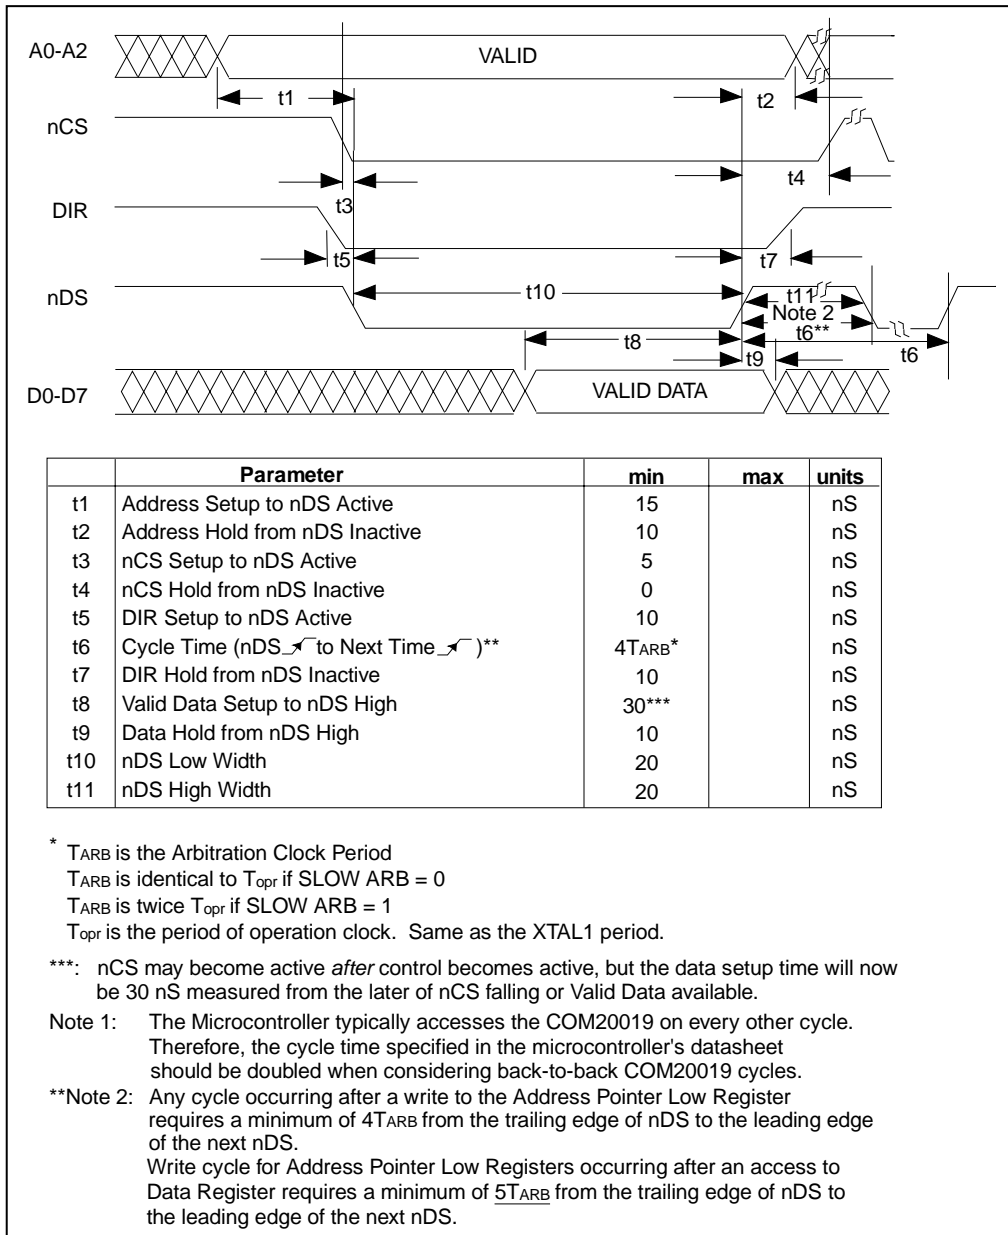 A0-A2
VALID
t1
t2
nCS
t4
t3
DIR
t5
t7
nDS
t10
t11
Note 2
t6**
t8
t6
t9
D0-D7
VALID DATA
Parameter min max units
t1 Address Setup to nDS Active 15 nS
t2 Address Hold from nDS Inactive 10 nS
t3 nCS Setup to nDS Active 5 nS
t4 nCS Hold from nDS Inactive 0 nS
t5 DIR Setup to nDS Active 10 nS
t6 Cycle Time (nDS to Next Time )** 4TARB* nS
t7 DIR Hold from nDS Inactive 10 nS
t8 Valid Data Setup to nDS High 30*** nS
t9 Data Hold from nDS High 10 nS
t10 nDS Low Width 20 nS
t11 nDS High Width 20 nS
* TARB is the Arbitration Clock Period
TARB is identical to Topr if SLOW ARB = 0
TARB is twice Topr if SLOW ARB = 1
Topr is the period of operation clock. Same as the XTAL1 period.
***: nCS may become active after control becomes active, but the data setup time will now
be 30 nS measured from the later of nCS falling or Valid Data available.
Note 1: The Microcontroller typically accesses the COM20019 on every other cycle.
Therefore, the cycle time specified in the microcontroller's datasheet
should be doubled when considering back-to-back COM20019 cycles.
**Note 2: Any cycle occurring after a write to the Address Pointer Low Register
requires a minimum of 4TARB from the trailing edge of nDS to the leading edge
of the next nDS.
Write cycle for Address Pointer Low Registers occurring after an access to
Data Register requires a minimum of 5TARB from the trailing edge of nDS to
the leading edge of the next nDS.